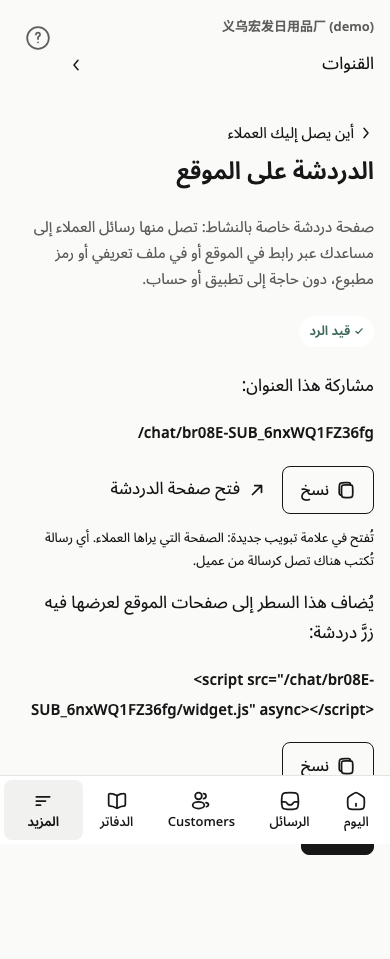 义乌宏发日用品厂 (demo)
القنوات
أين يصل إليك العملاء
الدردشة على الموقع
صفحة دردشة خاصة بالنشاط: تصل منها رسائل العملاء إلى
مساعدك عبر رابط في الموقع أو في ملف تعريفي أو رمز
مطبوع، دون حاجة إلى تطبيق أو حساب.
قيد الرد
مشاركة هذا العنوان:
/chat/br08E-SUB_6nxWQ1FZ36fg
نسخ
فتح صفحة الدردشة
تُفتح في علامة تبويب جديدة: الصفحة التي يراها العملاء. أي رسالة
تُكتب هناك تصل كرسالة من عميل.
يُضاف هذا السطر إلى صفحات الموقع لعرضها فيه
زرَّ دردشة:
<script src="/chat/br08E-
SUB_6nxWQ1FZ36fg/widget.js" async></script>
نسخ
اليوم
الرسائل
Customers
الدفاتر
المزيد